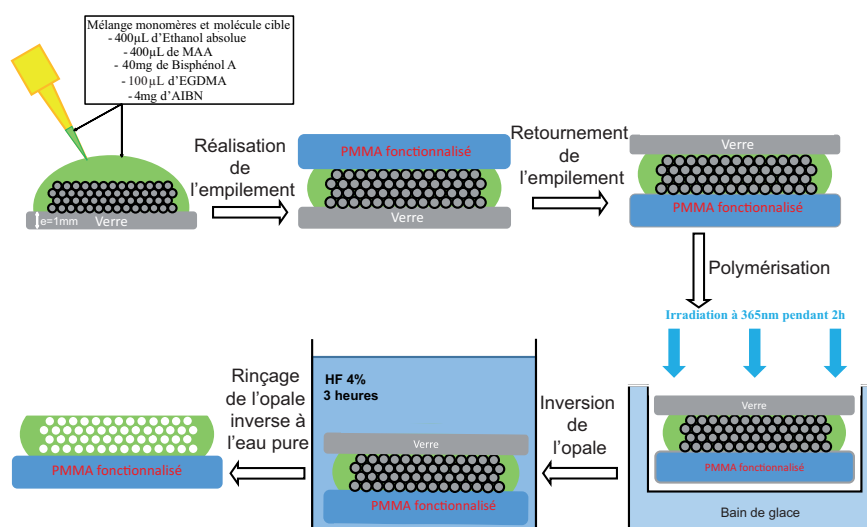 Mélange monomères et molécule cible
-400µL d'Ethanol absolue
-400µL de MAA
-40mg de Bisphénol A
-100µL d'EGDMA
-4mg d'AIBN
e=1mm
Verre
Réalisation
de
l'empilement
PMMA fonctionnalisé
Verre
Retournement
de
l'empilement
Verre
PMMA fonctionnalisé
Polymérisation
Irradiation à 365nm pendant 2h
Verre
PMMA fonctionnalisé
Bain de glace
Inversion
de
l'opale
HF 4%
3 heures
Verre
PMMA fonctionnalisé
Rinçage
de l'opale
inverse à
l'eau pure
PMMA fonctionnalisé